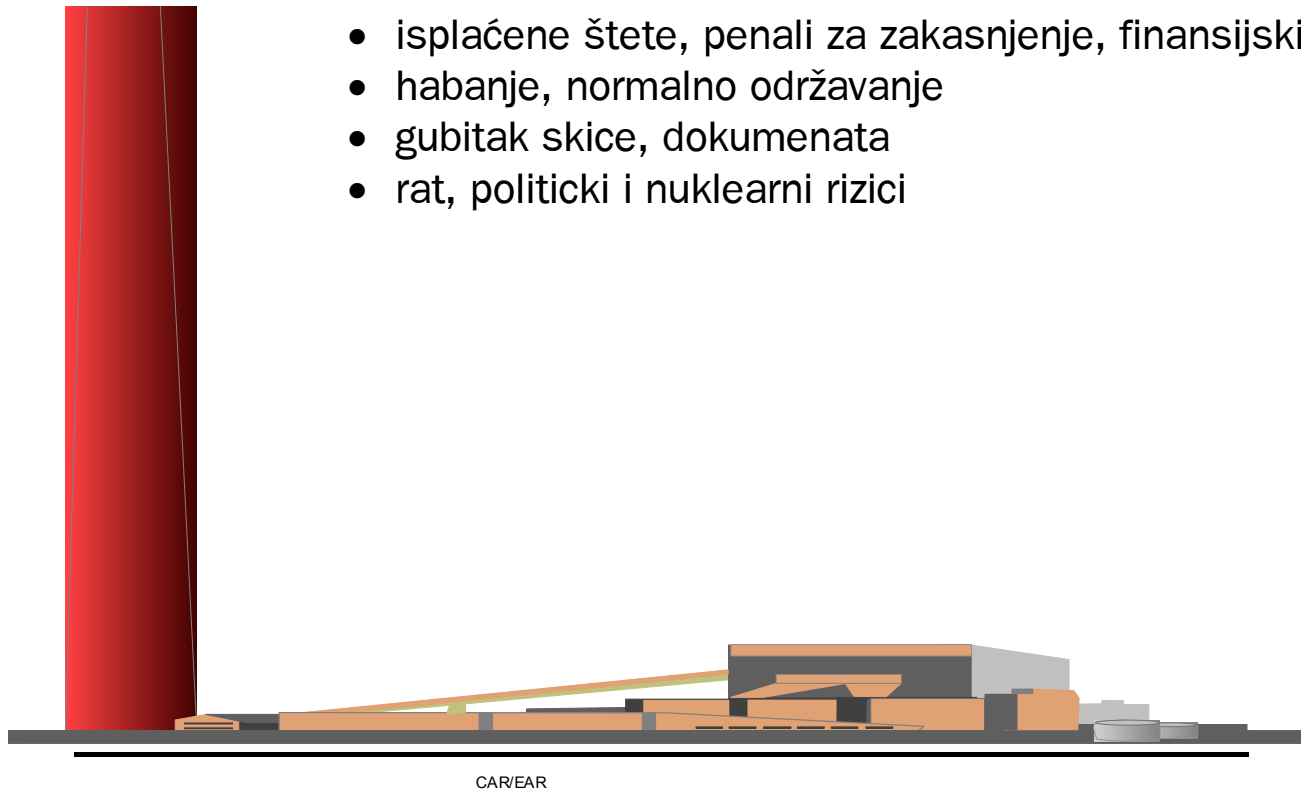 • isplaćene štete, penali za zakasnjenje, finansijski
• habanje, normalno održavanje
• gubitak skice, dokumenata
• rat, politicki i nuklearni rizici
CAR/EAR